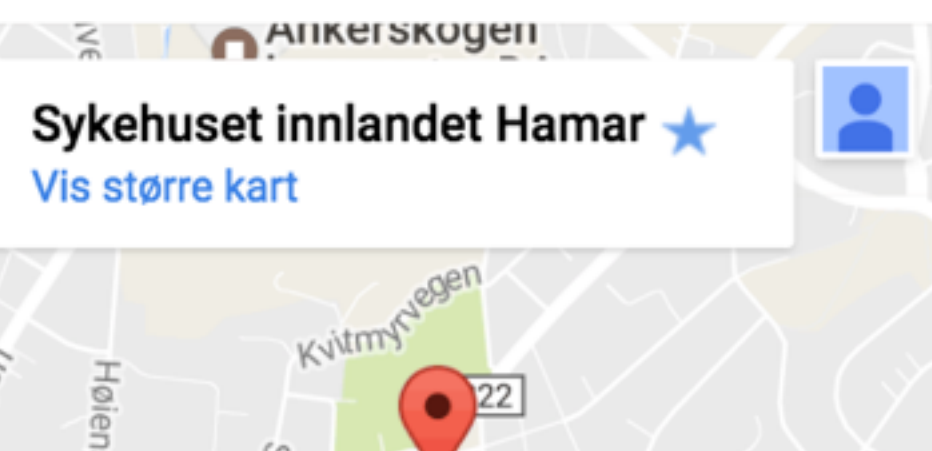 Ankerskogen
Sykehuset innlandet Hamar
Vis større kart
Kvitmyrvegen
22
Høien